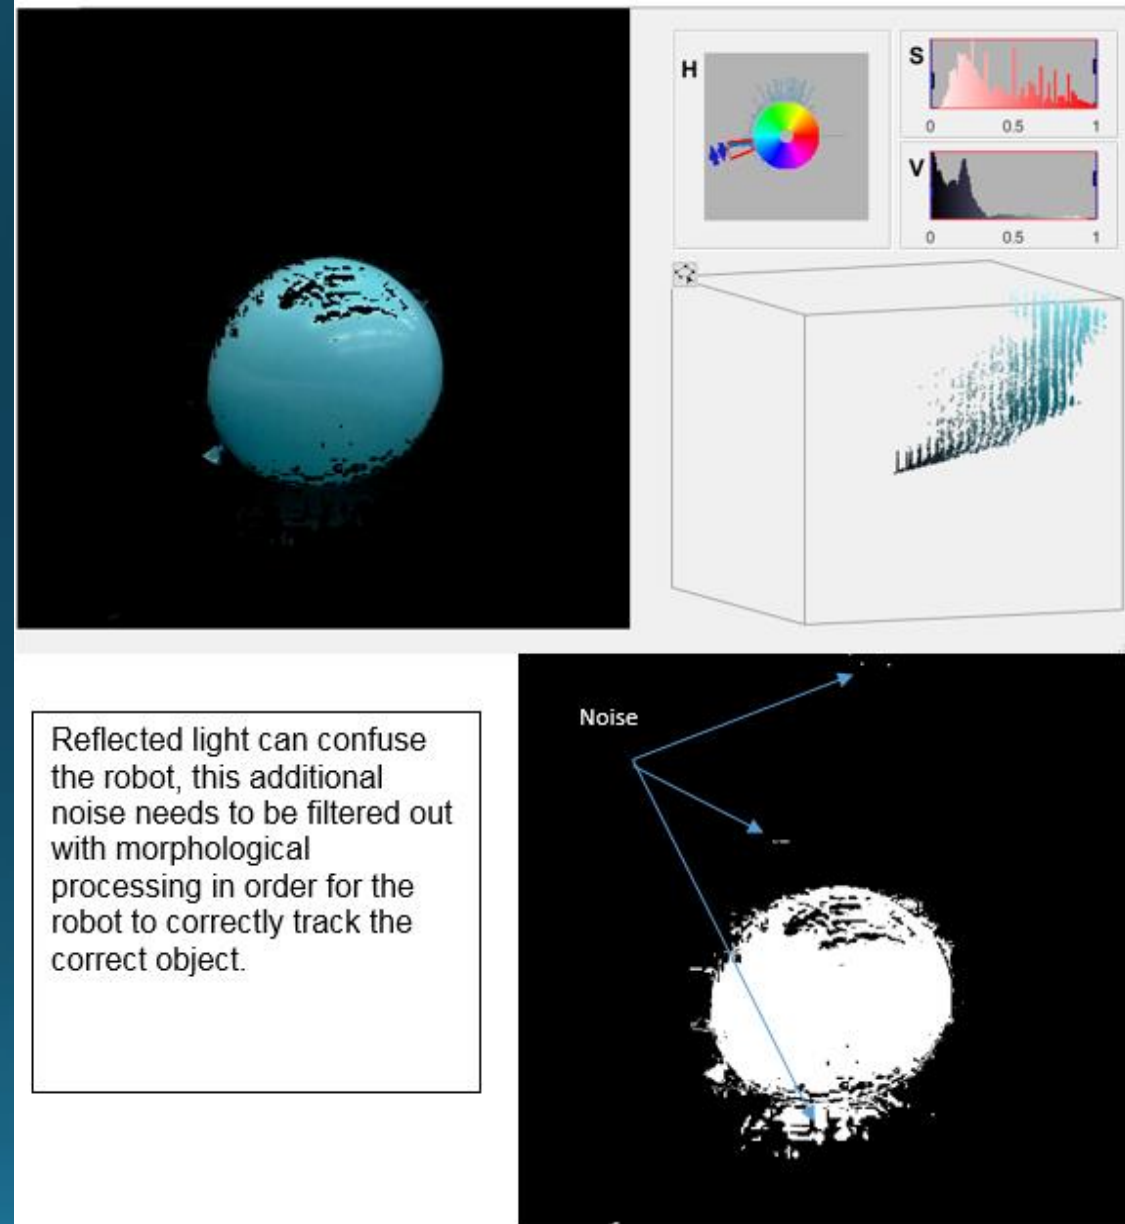 H
S
0 0.5 1
V
0 0.5 1
Reflected light can confuse
the robot, this additional
noise needs to be filtered out
with morphological
processing in order for the
robot to correctly track the
correct object.
Noise